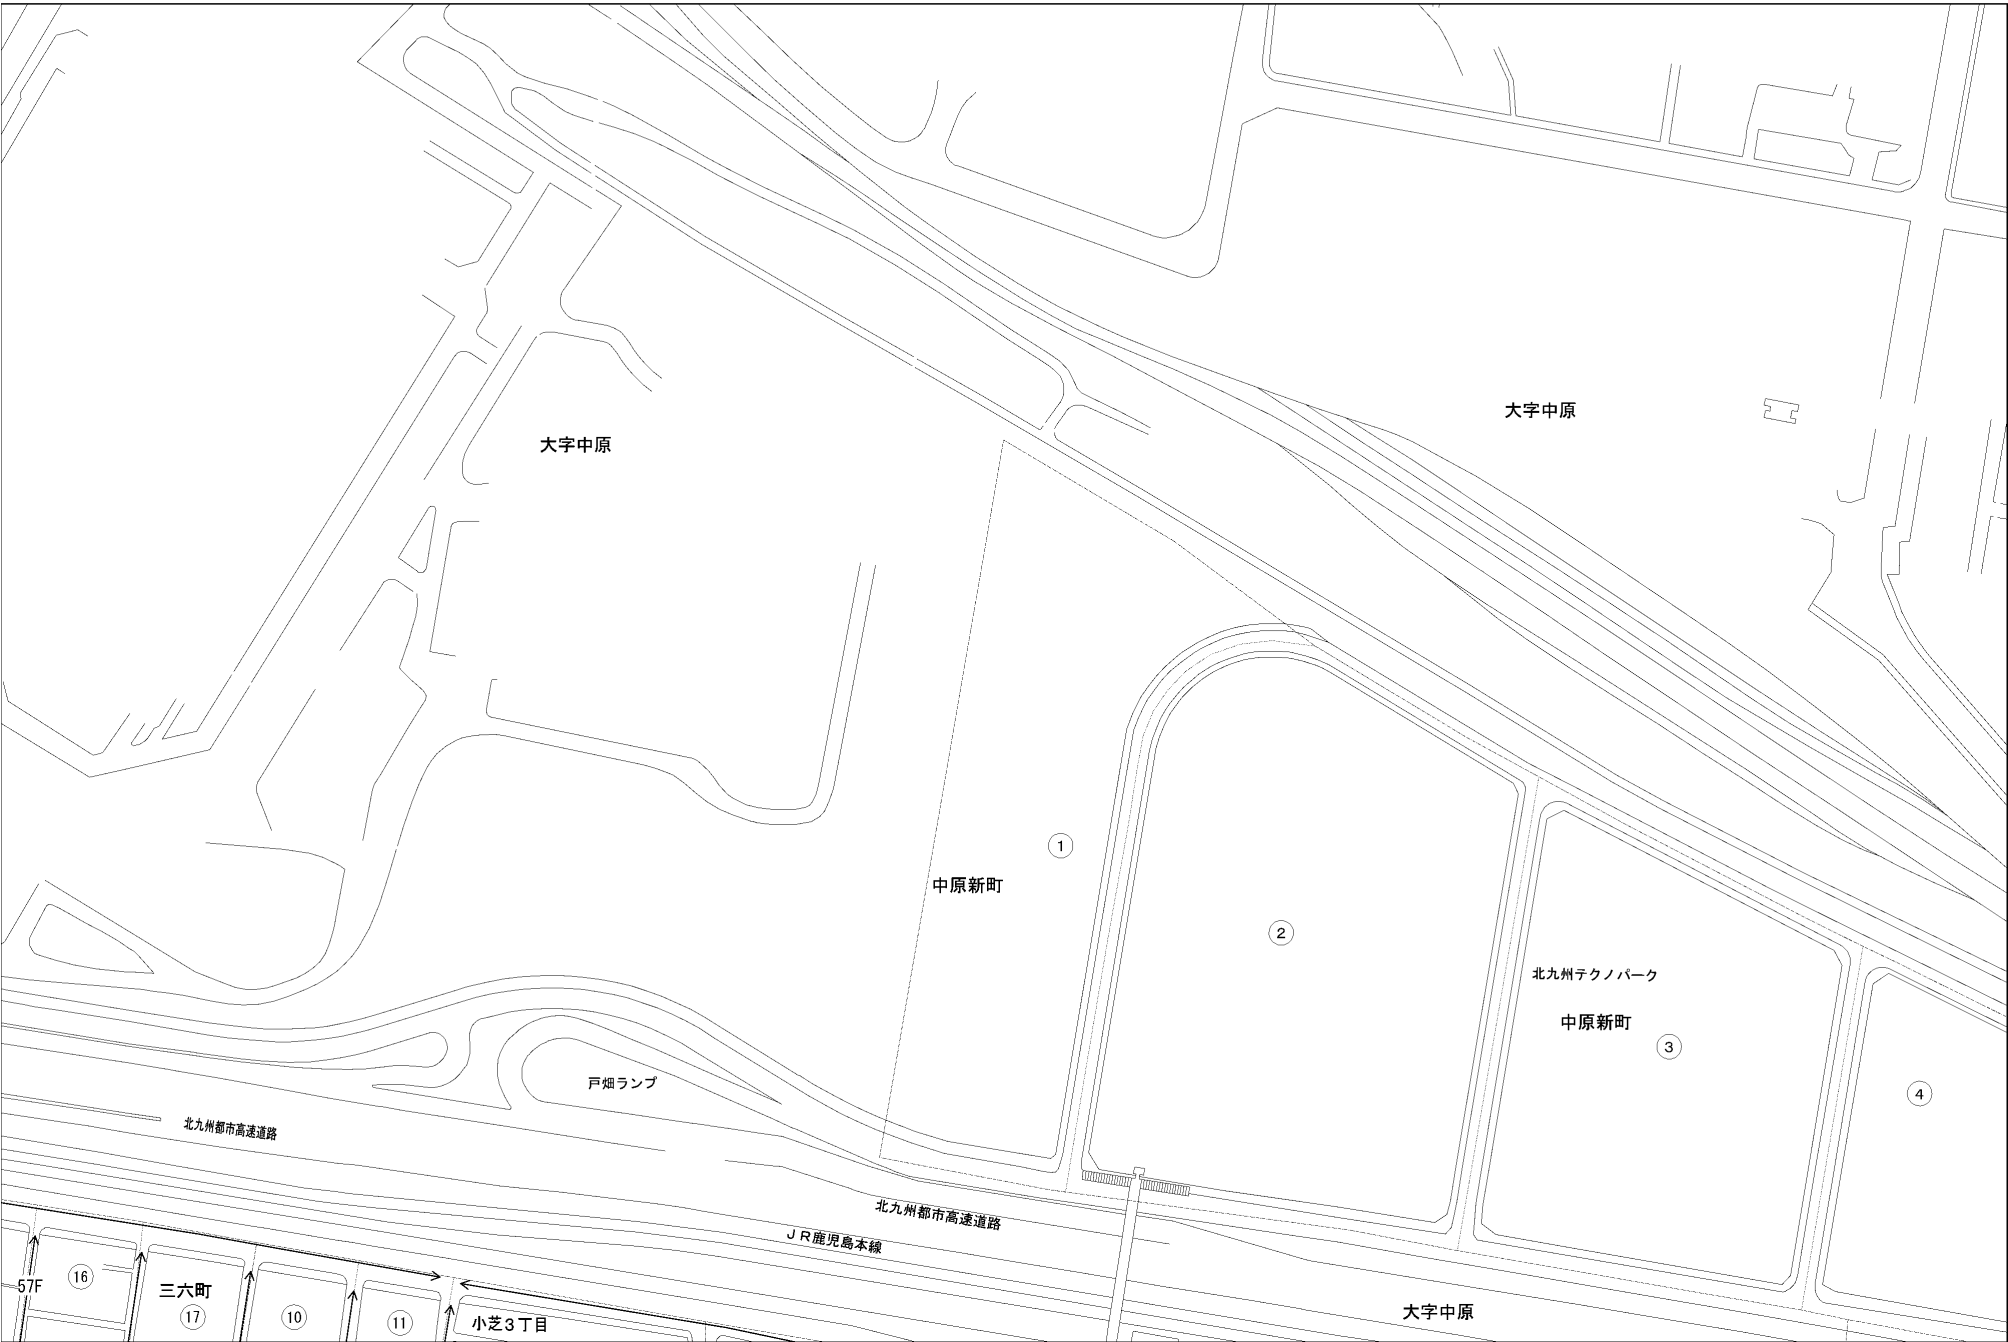 大字中原
大字中原
①
中原新町
②
北九州テクノパーク
中原新町
③
④
戸畑ランプ
北九州都市高速道路
北九州都市高速道路
JR鹿児島本線
57F
⑯
三六町
⑰
⑩
⑪
小芝3丁目
大字中原